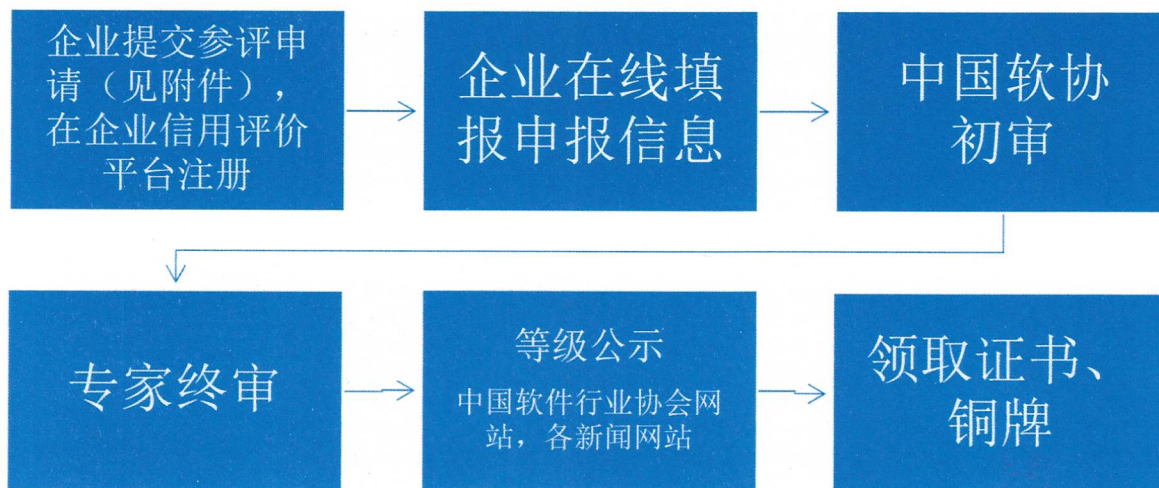 企业提交参评申
请（见附件），
在企业信用评价
平台注册
企业在线填
报申报信息
中国软协
初审
专家终审
等级公示
中国软件行业协会网
站，各新闻网站
领取证书、
铜牌